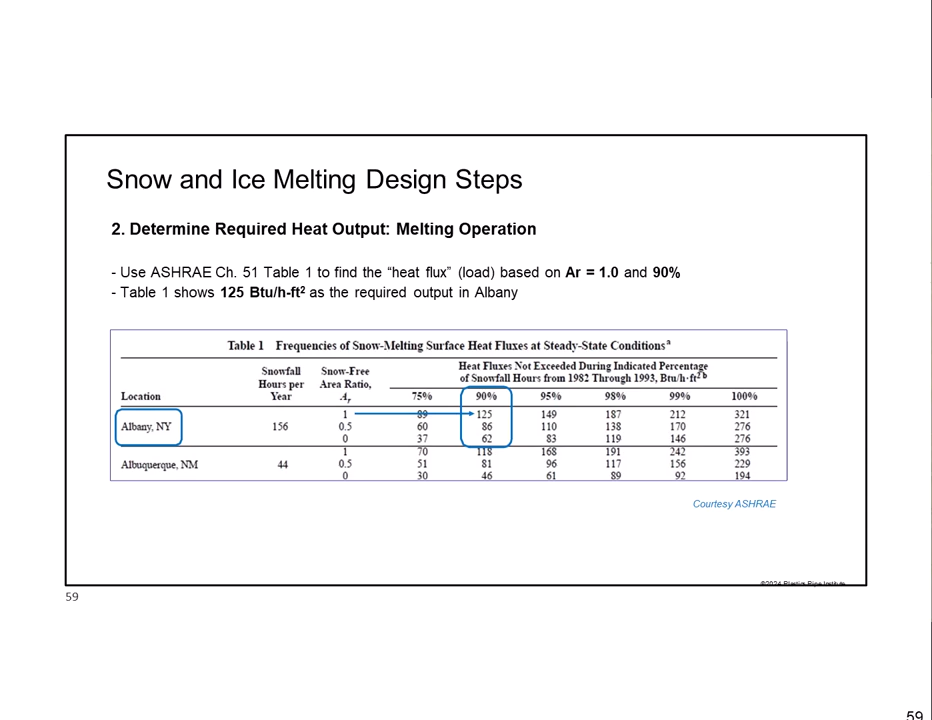 Snow and Ice Melting Design Steps
2. Determine Required Heat Output: Melting Operation
- Use ASHRAE Ch. 51 Table 1 to find the “heat flux” (load) based on Ar = 1.0 and 90%
- Table 1 shows 125 Btu/h-ft² as the required output in Albany
Table 1 Frequencies of Snow-Melting Surface Heat Fluxes at Steady-State Conditionsᵃ
Location
Snowfall
Hours per
Year
Snow-Free
Area Ratio,
Ar
Heat Fluxes Not Exceeded During Indicated Percentage
of Snowfall Hours from 1982 Through 1993, Btu/h·ft² ᵇ
75% 90% 95% 98% 99% 100%
1 89 125 149 187 212 321
Albany, NY 156 0.5 60 86 110 138 170 276
0 37 62 83 119 146 276
1 70 118 168 191 242 393
Albuquerque, NM 44 0.5 51 81 96 117 156 229
0 30 46 61 89 92 194
Courtesy ASHRAE
©2024 Plastics Pipe Institute
59
59